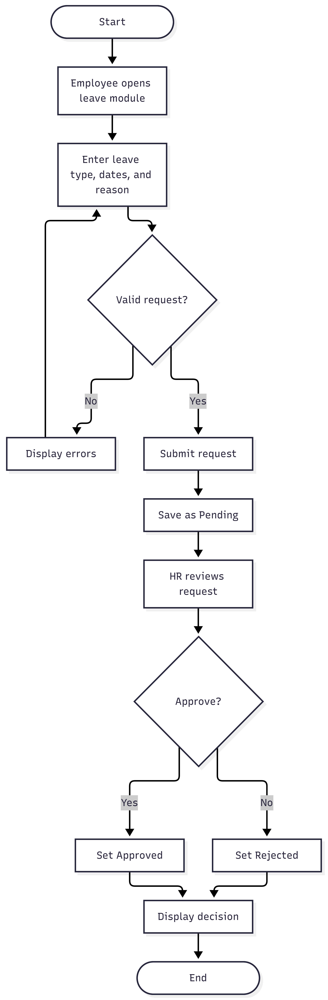 Start
Employee opens
leave module
Enter leave
type, dates, and
reason
Valid request?
No
Yes
Display errors
Submit request
Save as Pending
HR reviews
request
Approve?
Yes
No
Set Approved
Set Rejected
Display decision
End